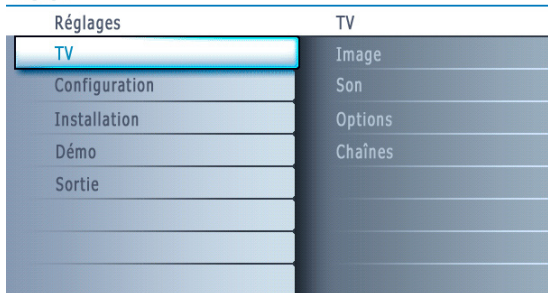 Réglages TV
TV Image
Configuration Son
Installation Options
Démo Chaînes
Sortie